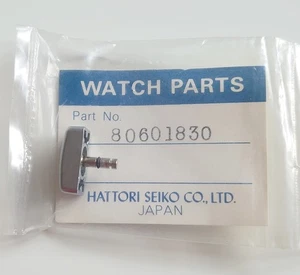 WATCH PARTS
Part No.
80601830
HATTORI SEIKO CO., LTD.
JAPAN